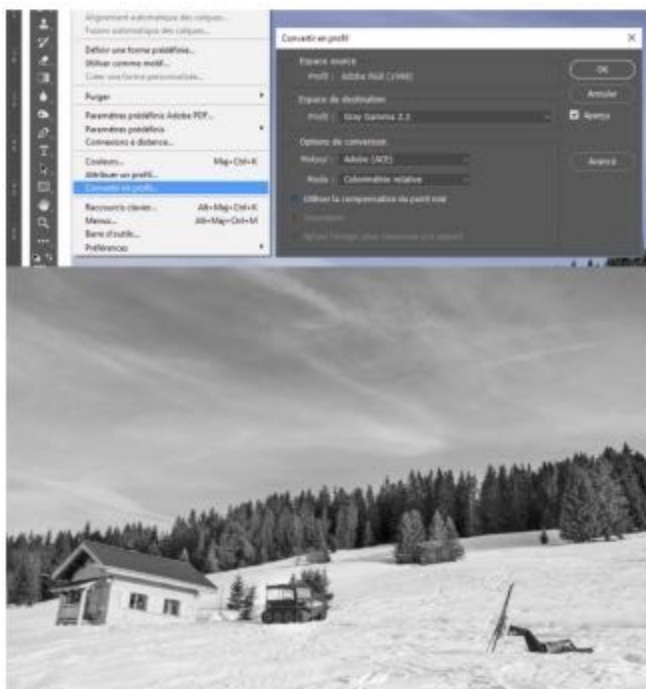 Alignement automatique des calques...
Fusion automatique des calques...
Définir une forme prédéfinie...
Utiliser comme motif...
Créer une forme personnalisée...
Purger
Paramètres prédéfinis Adobe PDF...
Paramètres prédéfinis
Connexions à distance...
Couleurs... Maj+Ctrl+K
Attribuer un profil...
Convertir en profil...
Raccourcis clavier... Alt+Maj+Ctrl+K
Menus... Alt+Maj+Ctrl+M
Barre d'outils...
Préférences
Convertir en profil
Espace source
Profil : Adobe RGB (1998)
Espace de destination
Profil : Gray Gamma 2.2
Options de conversion
Moteur : Adobe (ACE)
Mode : Colorimétrie relative
Utiliser la compensation du point noir
OK
Annuler
Aperçu
Avancé